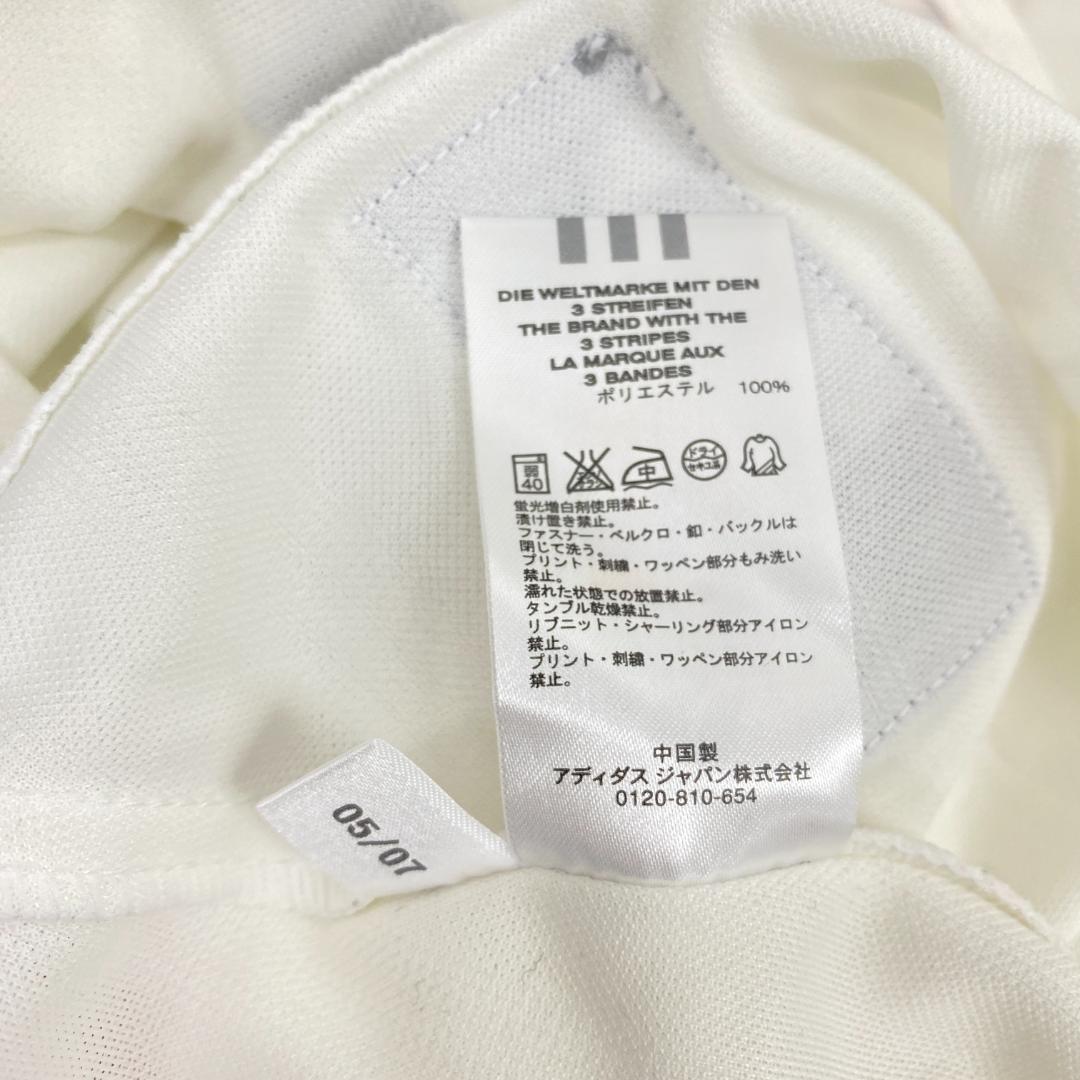 DIE WELTMARKE MIT DEN
3 STREIFEN
THE BRAND WITH THE
3 STRIPES
LA MARQUE AUX
3 BANDES
ポリエステル 100%
弱
40
中
ドライ
セキユ系
蛍光増白剤使用禁止。
漬け置き禁止。
ファスナー・ベルクロ・釦・バックルは
閉じて洗う。
プリント・刺繍・ワッペン部分もみ洗い
禁止。
濡れた状態での放置禁止。
タンブル乾燥禁止。
リブニット・シャーリング部分アイロン
禁止。
プリント・刺繍・ワッペン部分アイロン
禁止。
中国製
アディダス ジャパン株式会社
0120-810-654
05/07